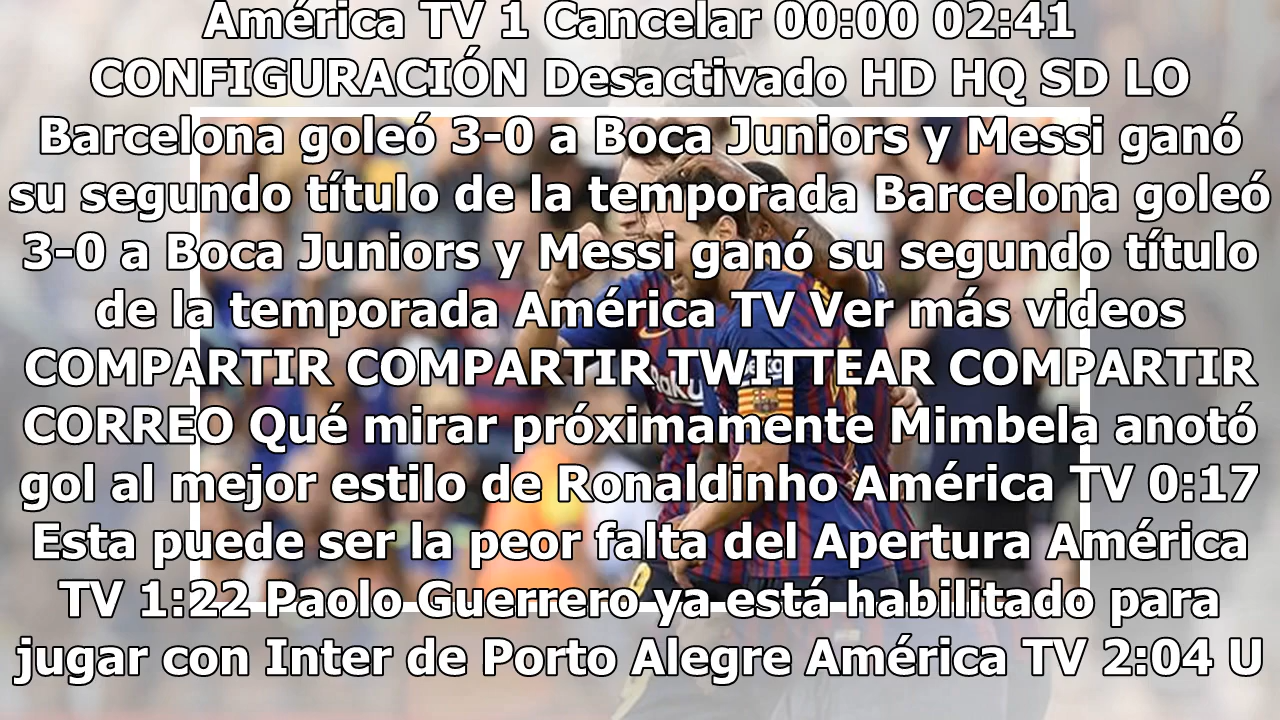 América TV 1 Cancelar 00:00 02:41
CONFIGURACIÓN Desactivado HD HQ SD LO
Barcelona goleó 3-0 a Boca Juniors y Messi ganó
su segundo título de la temporada Barcelona goleó
3-0 a Boca Juniors y Messi ganó su segundo título
de la temporada América TV Ver más videos
COMPARTIR COMPARTIR TWITTEAR COMPARTIR
CORREO Qué mirar próximamente Mimbela anotó
gol al mejor estilo de Ronaldinho América TV 0:17
Esta puede ser la peor falta del Apertura América
TV 1:22 Paolo Guerrero ya está habilitado para
jugar con Inter de Porto Alegre América TV 2:04 U